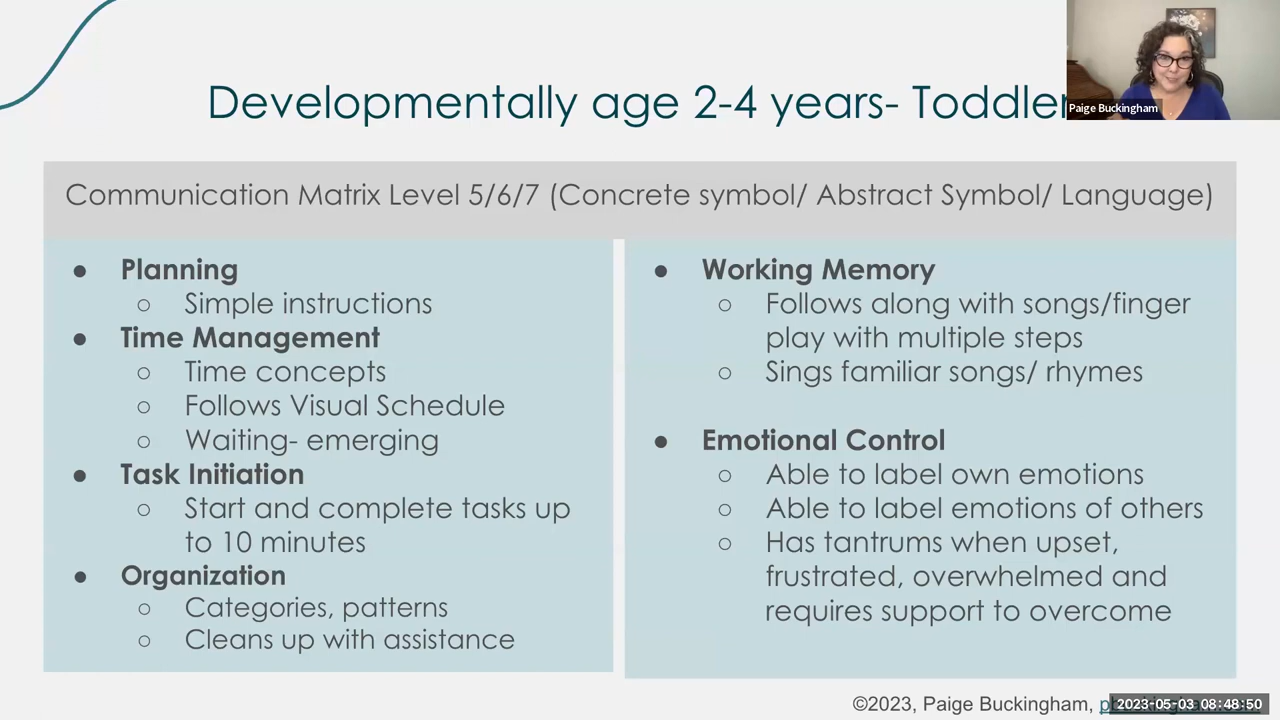 Developmentally age 2-4 years- Toddler
Paige Buckingham
Communication Matrix Level 5/6/7 (Concrete symbol/ Abstract Symbol/ Language)
● Planning
○ Simple instructions
● Time Management
○ Time concepts
○ Follows Visual Schedule
○ Waiting- emerging
● Task Initiation
○ Start and complete tasks up
to 10 minutes
● Organization
○ Categories, patterns
○ Cleans up with assistance
● Working Memory
○ Follows along with songs/finger
play with multiple steps
○ Sings familiar songs/ rhymes
● Emotional Control
○ Able to label own emotions
○ Able to label emotions of others
○ Has tantrums when upset,
frustrated, overwhelmed and
requires support to overcome
©2023, Paige Buckingham,
2023-05-03 08:48:50